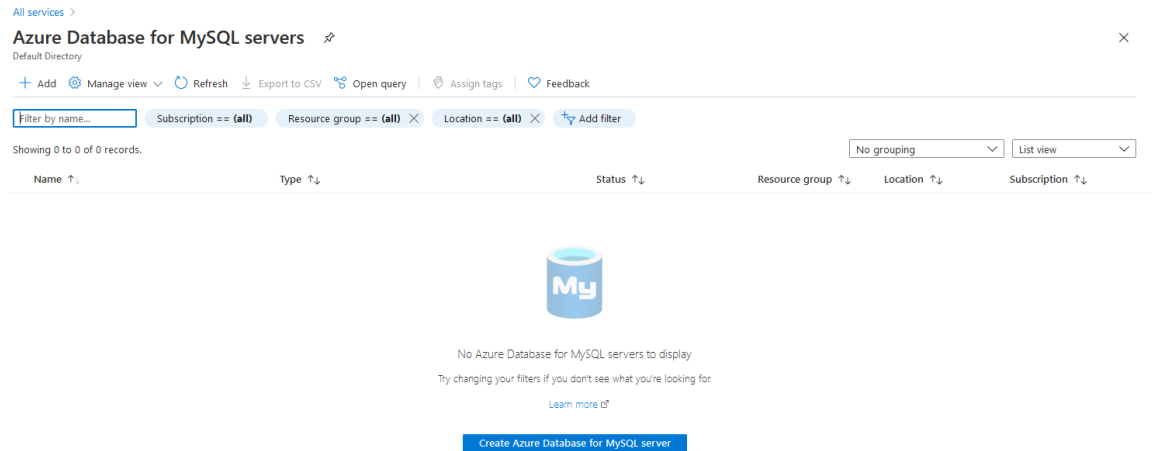 All services >
Azure Database for MySQL servers
Default Directory
Add Manage view Refresh Export to CSV Open query Assign tags Feedback
Filter by name... Subscription == (all) Resource group == (all) Location == (all) Add filter
Showing 0 to 0 of 0 records.
No grouping List view
Name Type Status Resource group Location Subscription
My
No Azure Database for MySQL servers to display
Try changing your filters if you don't see what you're looking for.
Learn more
Create Azure Database for MySQL server